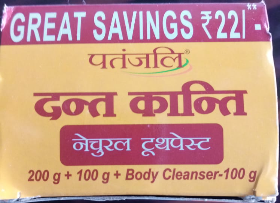 GREAT SAVINGS ₹22/-**
पतंजलि®
दन्त कान्ति
नेचुरल टूथपेस्ट
200 g + 100 g + Body Cleanser-100 g